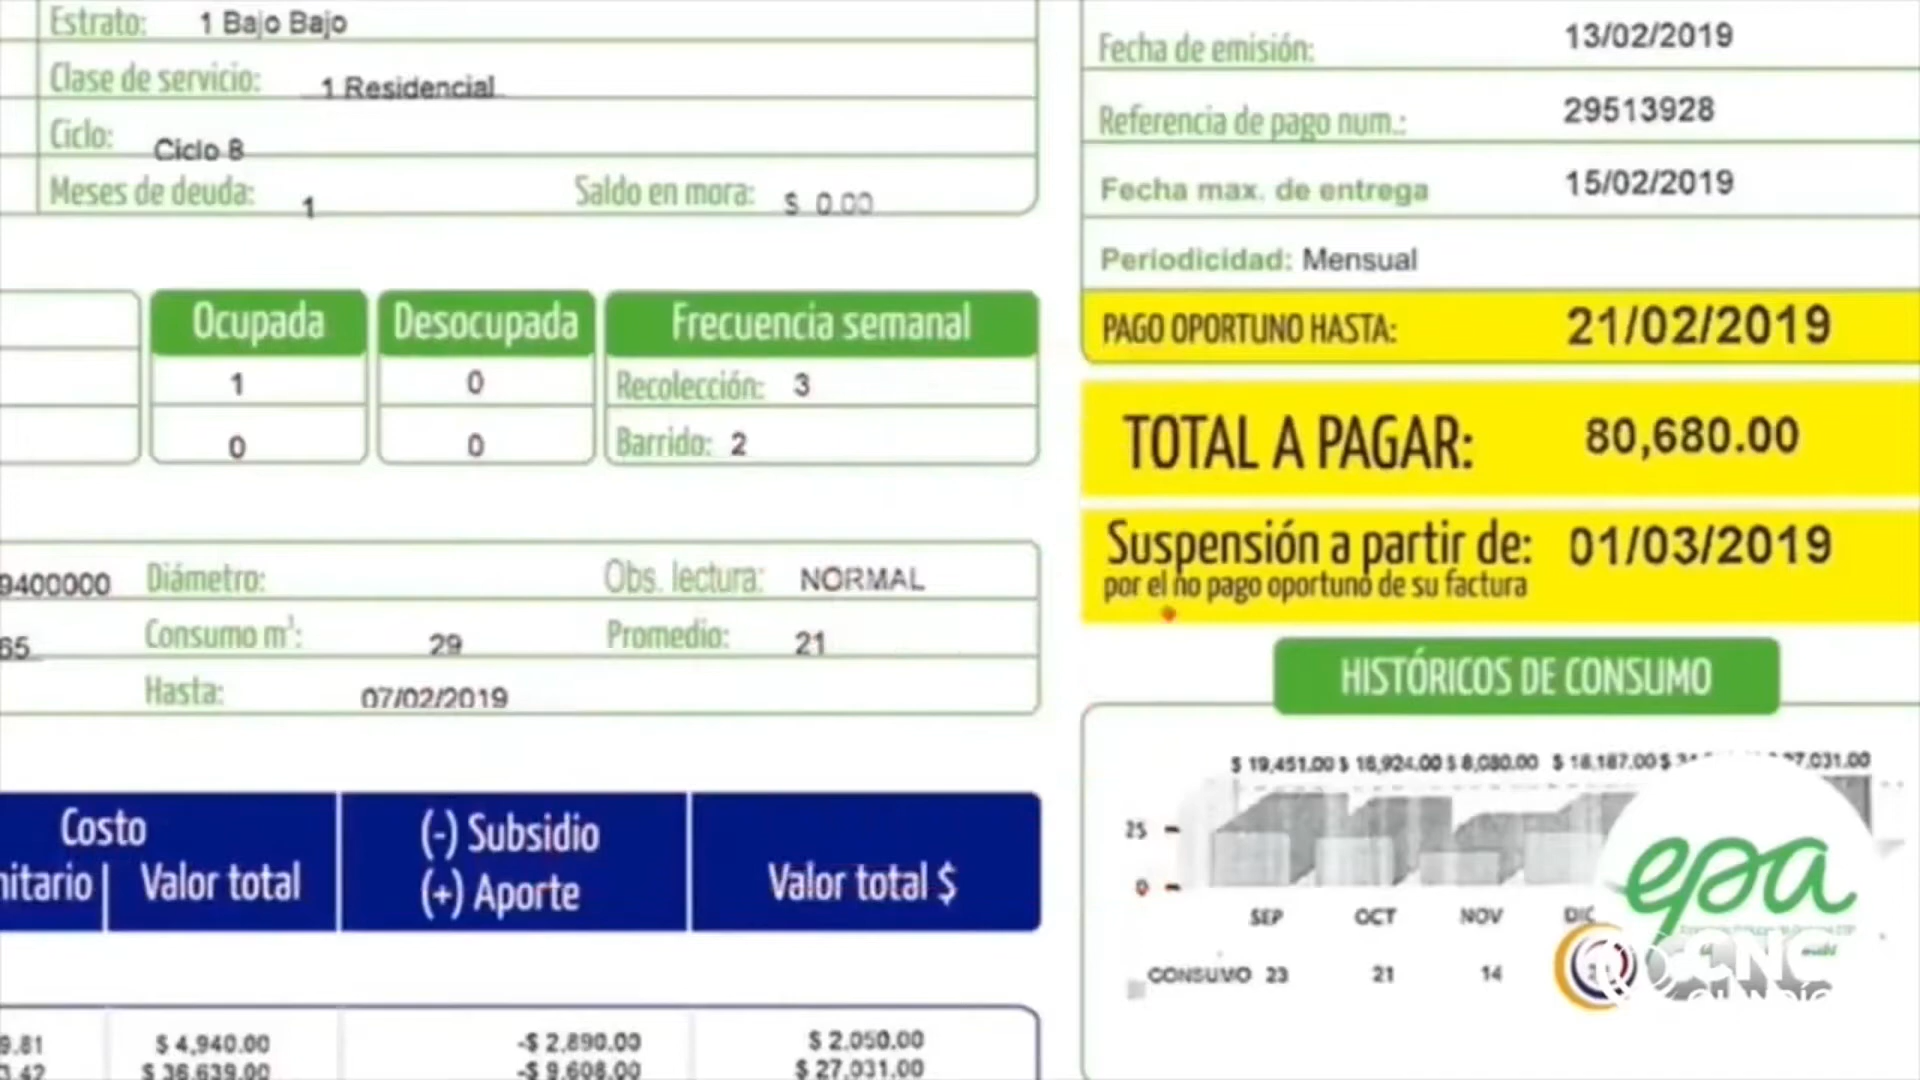 Estrato: 1 Bajo Bajo
Clase de servicio: 1 Residencial
Ciclo: Ciclo 8
Meses de deuda: 1 Saldo en mora: $ 0.00
Fecha de emisión: 13/02/2019
Referencia de pago num.: 29513928
Fecha max. de entrega 15/02/2019
Periodicidad: Mensual
PAGO OPORTUNO HASTA: 21/02/2019
TOTAL A PAGAR: 80,680.00
Suspensión a partir de: 01/03/2019
por el no pago oportuno de su factura
Ocupada Desocupada Frecuencia semanal
1 0 Recolección: 3
0 0 Barrido: 2
9400000 Diámetro: Obs. lectura: NORMAL
65 Consumo m³: 29 Promedio: 21
Hasta: 07/02/2019
HISTÓRICOS DE CONSUMO
$ 19,451.00 $ 16,924.00 $ 8,080.00 $ 18,187.00 $
25
0
SEP OCT NOV DIC
CONSUMO 23 21 14
epa
CNC
Costo
nitario Valor total
(-) Subsidio
(+) Aporte
Valor total $
9.81 $ 4,940.00 -$ 2,890.00 $ 2,050.00
3.42 $ 36,639.00 -$ 9,608.00 $ 27,031.00